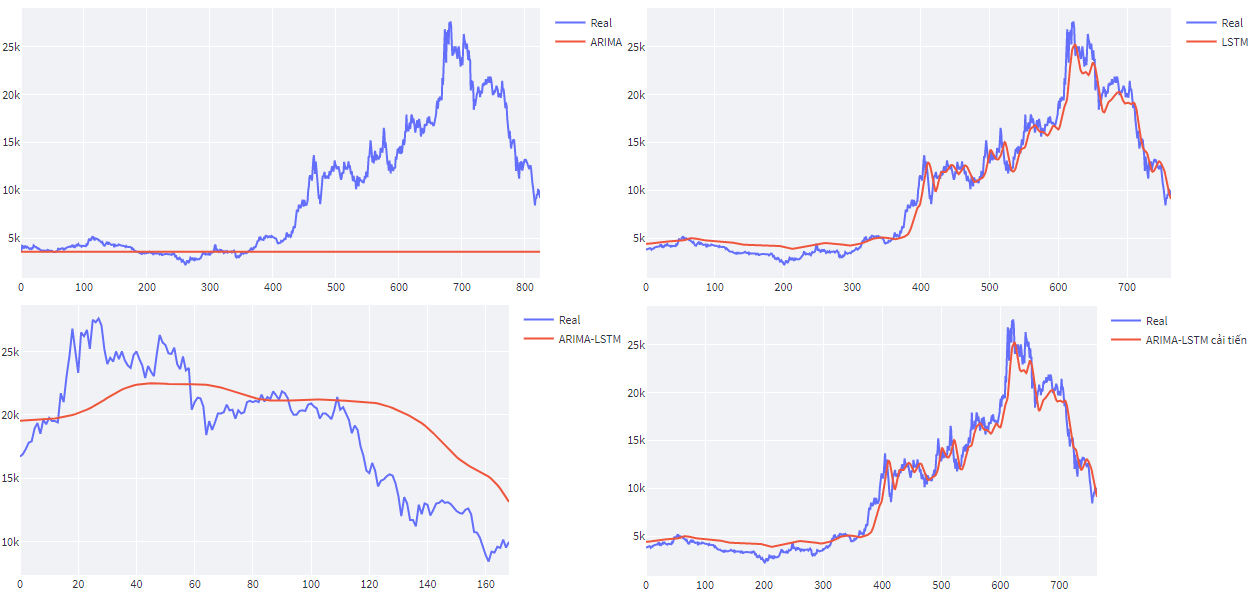 Real
ARIMA
25k
20k
15k
10k
5k
0 100 200 300 400 500 600 700 800
Real
LSTM
25k
20k
15k
10k
5k
0 100 200 300 400 500 600 700
Real
ARIMA-LSTM
25k
20k
15k
10k
0 20 40 60 80 100 120 140 160
Real
ARIMA-LSTM cải tiến
25k
20k
15k
10k
5k
0 100 200 300 400 500 600 700